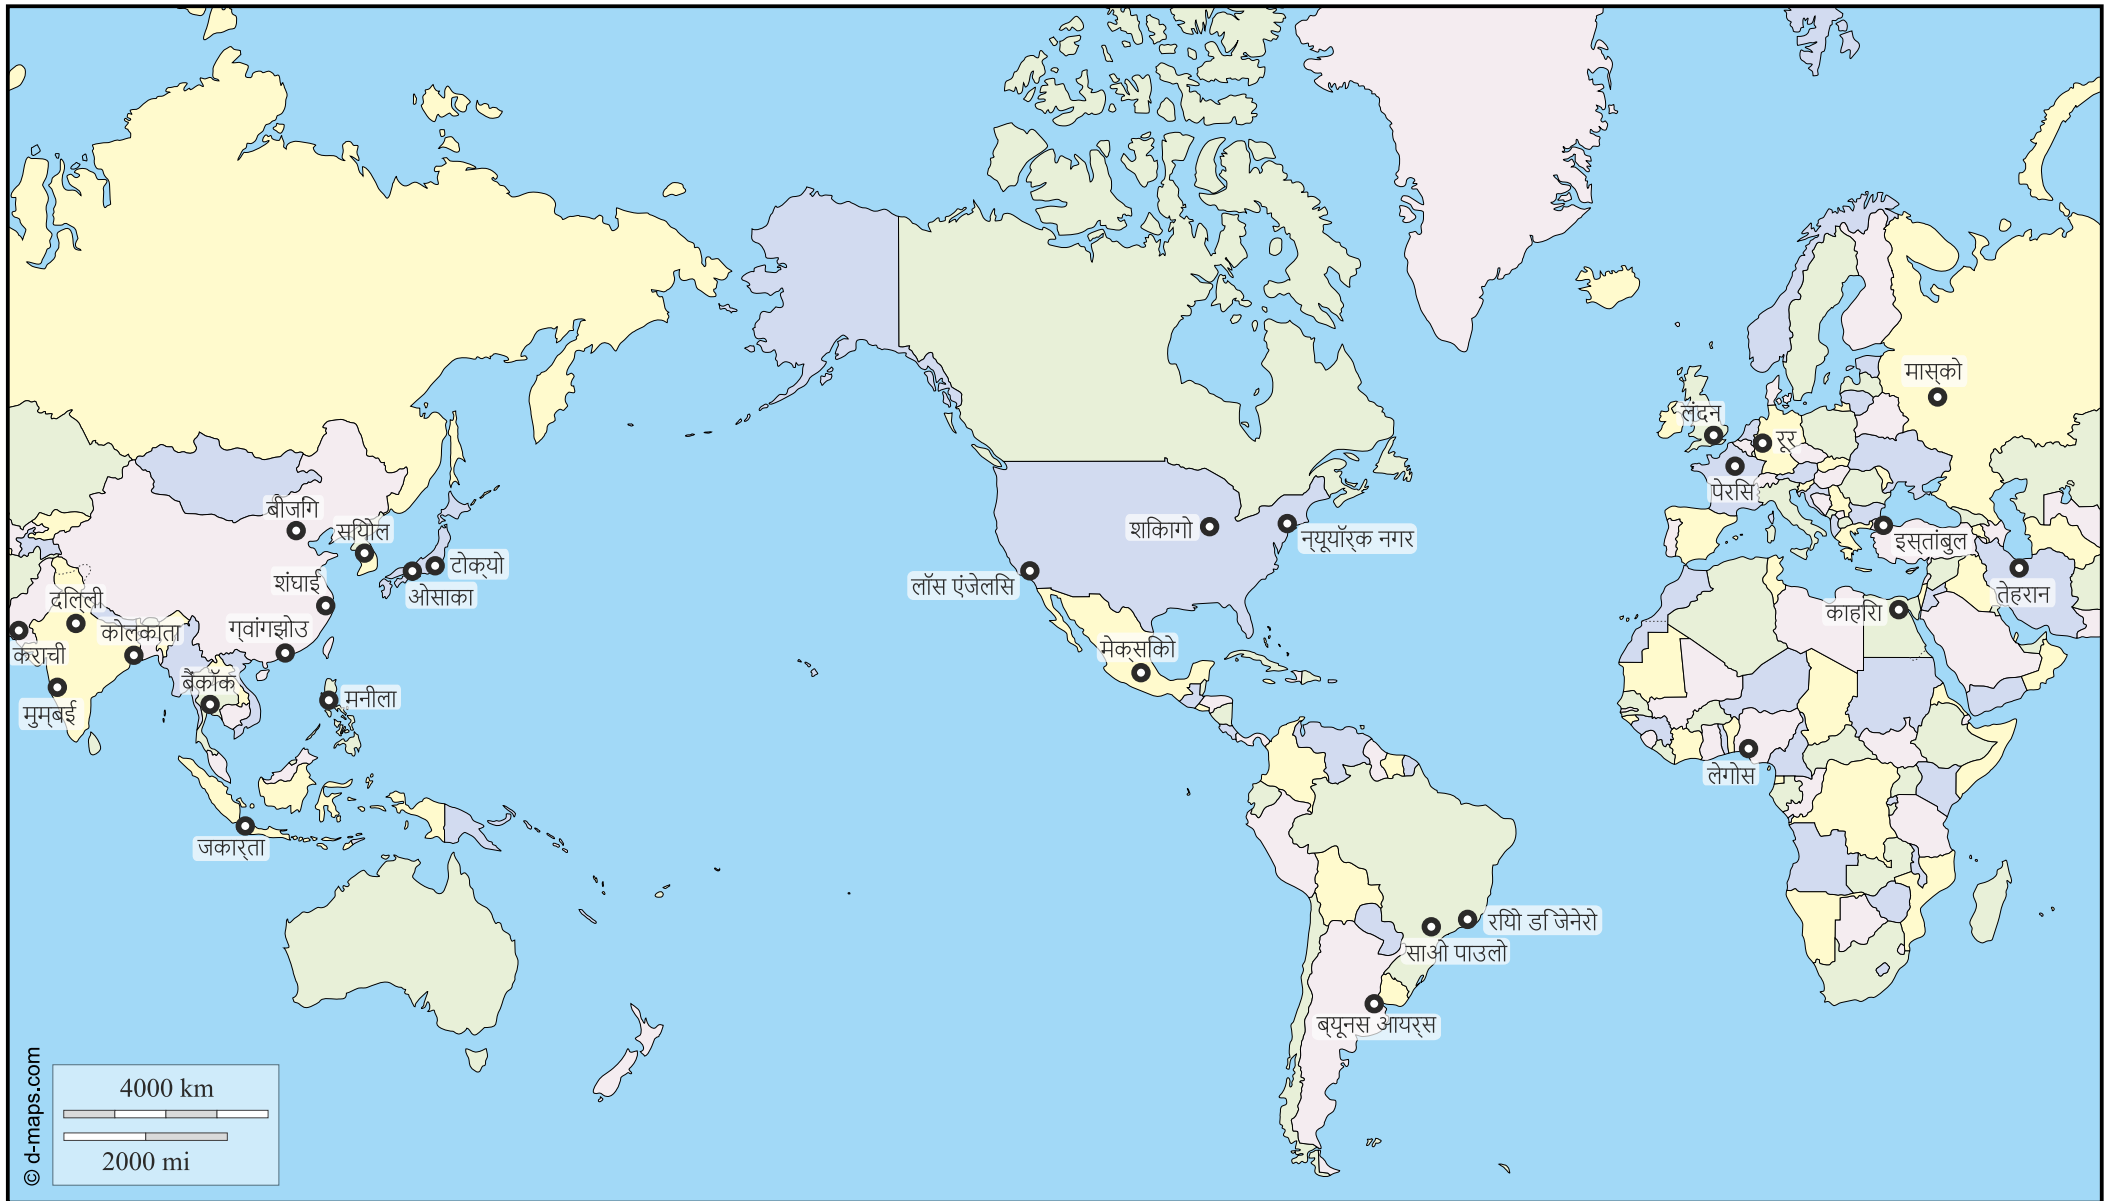 मास्को
लंदन
रूर
पेरिस
बीजिंग
सियोल
शिकागो
न्यूयॉर्क नगर
इस्तांबुल
टोक्यो
ओसाका
शंघाई
लॉस एंजेलिस
तेहरान
दिल्ली
काहिरा
ग्वांगझोउ
कोलकाता
कराची
मेक्सिको
बैंकॉक
मनीला
मुम्बई
लेगोस
जकार्ता
रियो डि जेनेरो
साओ पाउलो
ब्यूनस आयर्स
4000 km
2000 mi
© d-maps.com